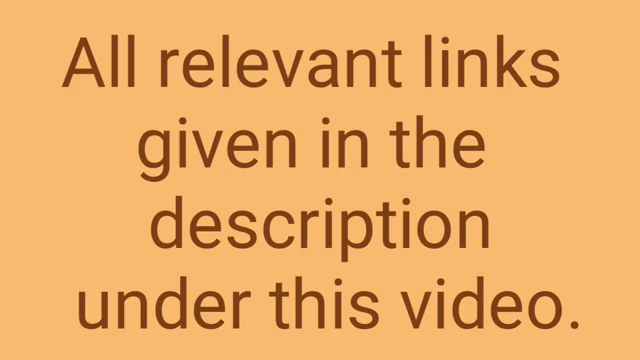 All relevant links
given in the
description
under this video.